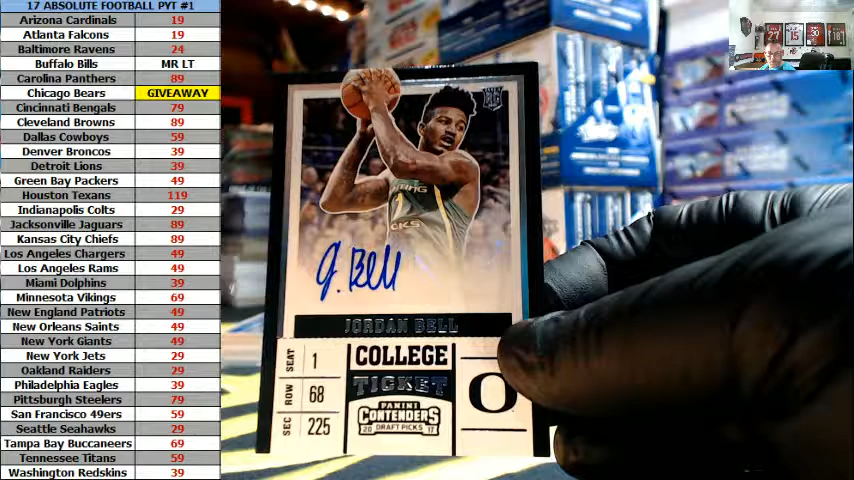 17 ABSOLUTE FOOTBALL PYT #1
Arizona Cardinals 19
Atlanta Falcons 19
Baltimore Ravens 24
Buffalo Bills MR LT
Carolina Panthers 89
Chicago Bears GIVEAWAY
Cincinnati Bengals 79
Cleveland Browns 89
Dallas Cowboys 59
Denver Broncos 39
Detroit Lions 39
Green Bay Packers 49
Houston Texans 119
Indianapolis Colts 29
Jacksonville Jaguars 89
Kansas City Chiefs 89
Los Angeles Chargers 49
Los Angeles Rams 49
Miami Dolphins 39
Minnesota Vikings 69
New England Patriots 49
New Orleans Saints 49
New York Giants 49
New York Jets 29
Oakland Raiders 29
Philadelphia Eagles 39
Pittsburgh Steelers 79
San Francisco 49ers 59
Seattle Seahawks 29
Tampa Bay Buccaneers 69
Tennessee Titans 59
Washington Redskins 39
J. Bell
JORDAN BELL
SEAT 1
ROW 68
SEC 225
COLLEGE
TICKET
PANINI
CONTENDERS
20 DRAFT PICKS 17
O